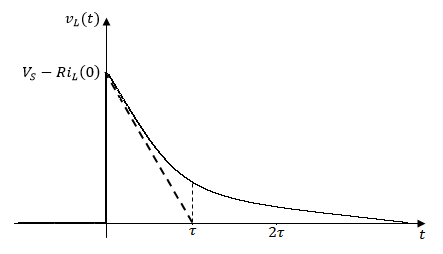 v_L(t)
V_S − Ri_L(0)
τ
2τ
t